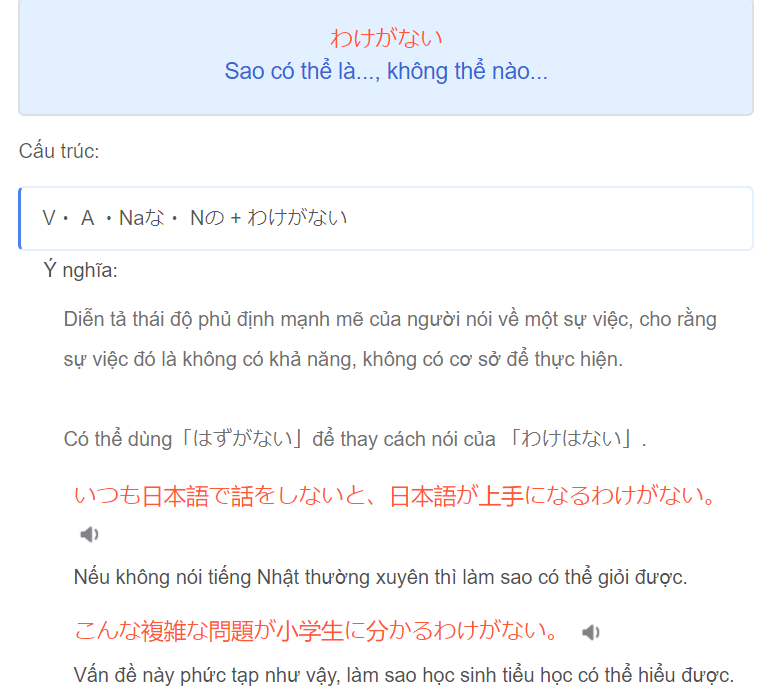 わけがない
Sao có thể là..., không thể nào...
Cấu trúc:
V・ A ・Naな・ Nの + わけがない
Ý nghĩa:
Diễn tả thái độ phủ định mạnh mẽ của người nói về một sự việc, cho rằng
sự việc đó là không có khả năng, không có cơ sở để thực hiện.
Có thể dùng「はずがない」để thay cách nói của 「わけはない」.
いつも日本語で話をしないと、日本語が上手になるわけがない。
Nếu không nói tiếng Nhật thường xuyên thì làm sao có thể giỏi được.
こんな複雑な問題が小学生に分かるわけがない。
Vấn đề này phức tạp như vậy, làm sao học sinh tiểu học có thể hiểu được.